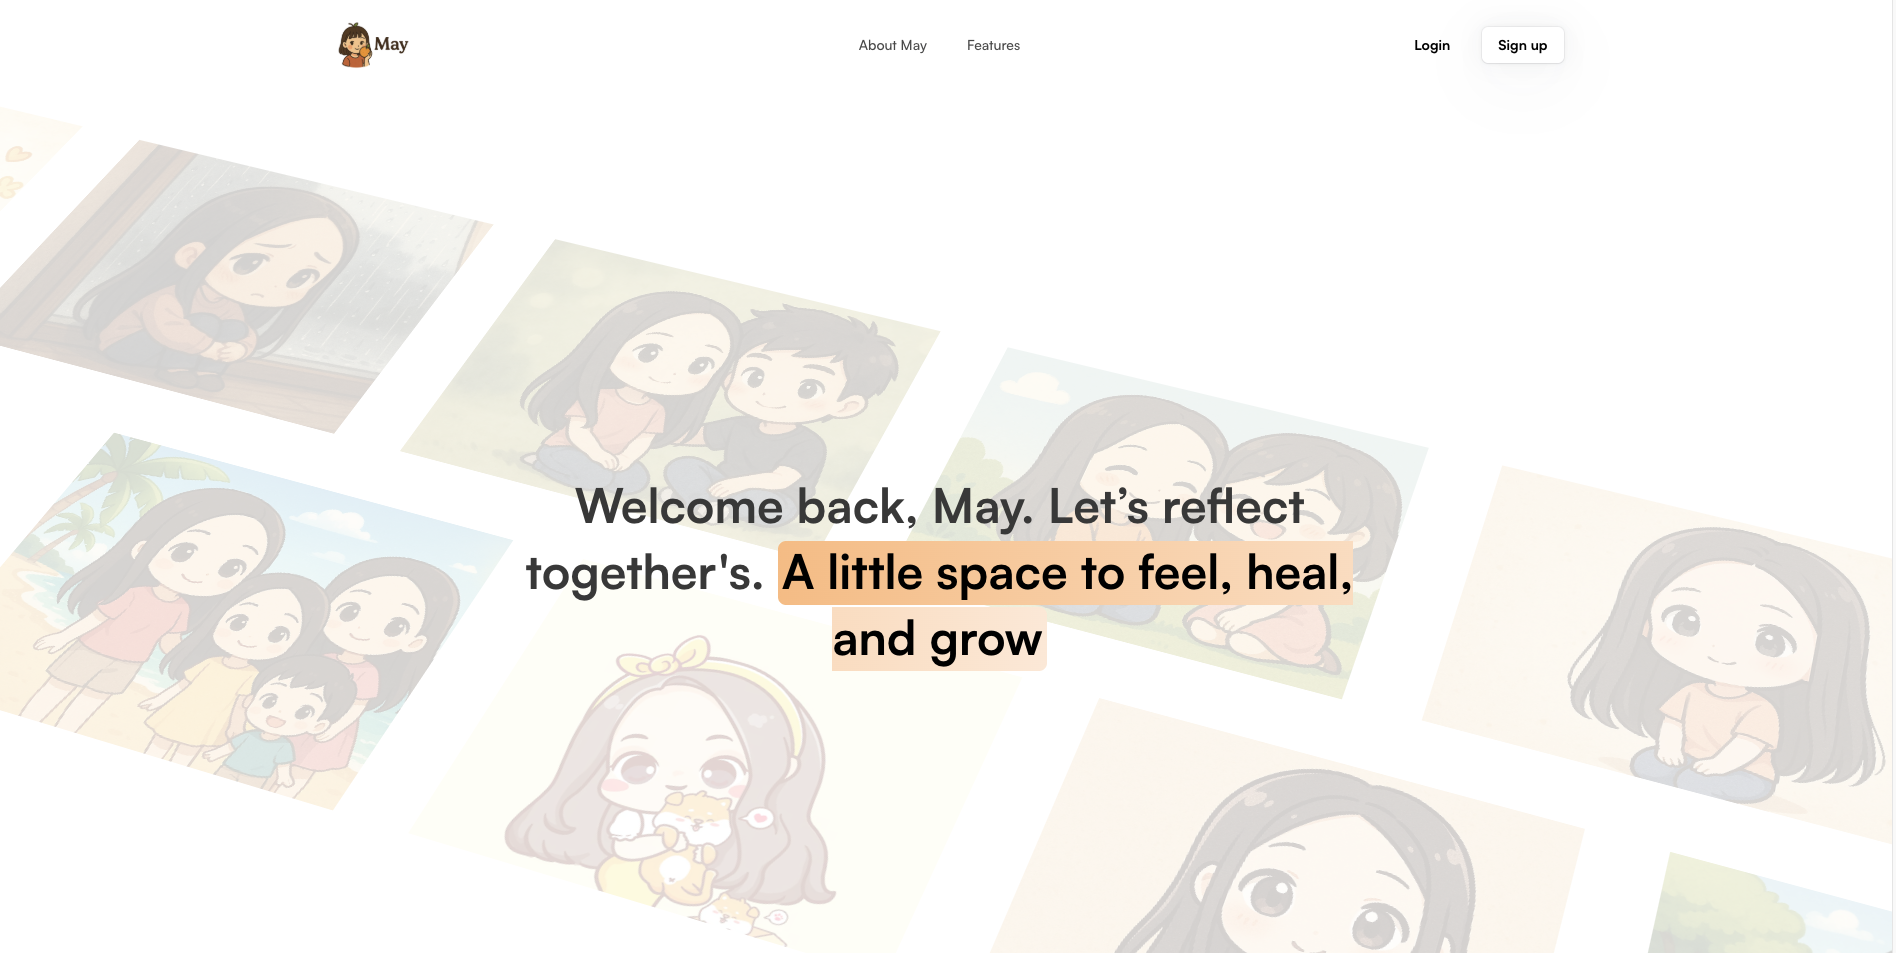 May
About May
Features
Login
Sign up
Welcome back, May. Let’s reflect
together's. A little space to feel, heal,
and grow